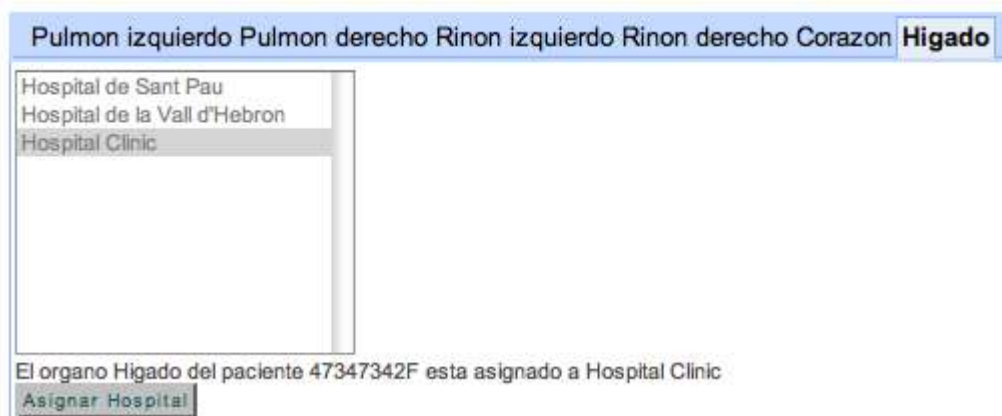 Pulmon izquierdo Pulmon derecho Rinon izquierdo Rinon derecho Corazon Higado
Hospital de Sant Pau
Hospital de la Vall d'Hebron
Hospital Clinic
El organo Higado del paciente 47347342F esta asignado a Hospital Clinic
Asignar Hospital